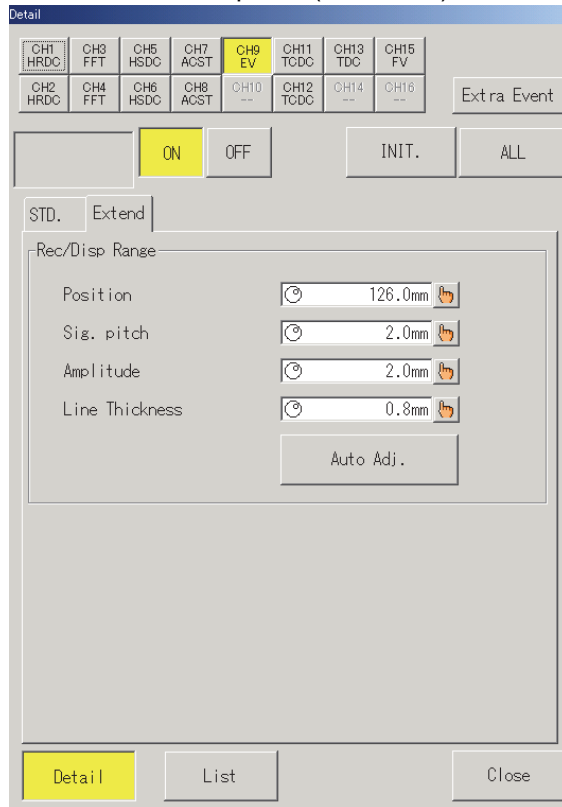 Detail
CH1 CH3 CH5 CH7 CH9 CH11 CH13 CH15
HRDC FFT HSDC ACST EV TCDC TDC FV
CH2 CH4 CH6 CH8 CH10 CH12 CH14 CH16
HRDC FFT HSDC ACST -- TCDC -- --
Extra Event
ON OFF INIT. ALL
STD. Extend
Rec/Disp Range
Position 126.0mm
Sig. pitch 2.0mm
Amplitude 2.0mm
Line Thickness 0.8mm
Auto Adj.
Detail List Close